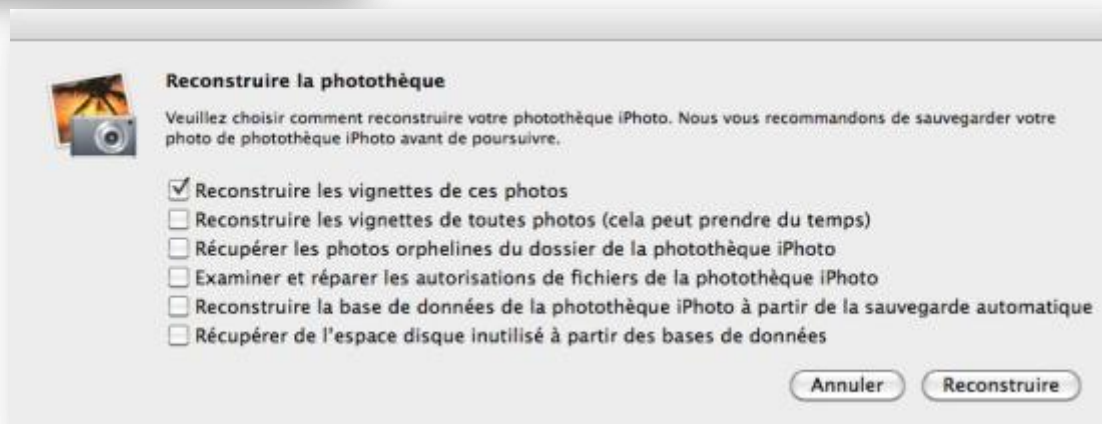 Reconstruire la photothèque
Veuillez choisir comment reconstruire votre photothèque iPhoto. Nous vous recommandons de sauvegarder votre
photo de photothèque iPhoto avant de poursuivre.
Reconstruire les vignettes de ces photos
Reconstruire les vignettes de toutes photos (cela peut prendre du temps)
Récupérer les photos orphelines du dossier de la photothèque iPhoto
Examiner et réparer les autorisations de fichiers de la photothèque iPhoto
Reconstruire la base de données de la photothèque iPhoto à partir de la sauvegarde automatique
Récupérer de l'espace disque inutilisé à partir des bases de données
Annuler Reconstruire